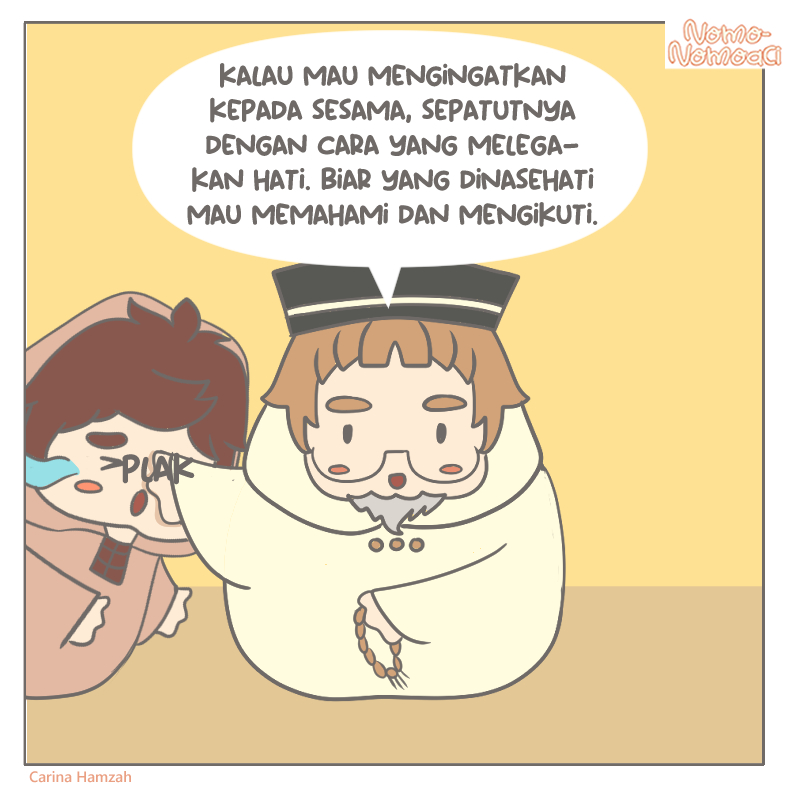 Nomo-
Nomoaci
KALAU MAU MENGINGATKAN
KEPADA SESAMA, SEPATUTNYA
DENGAN CARA YANG MELEGA-
KAN HATI. BIAR YANG DINASEHATI
MAU MEMAHAMI DAN MENGIKUTI.
PLAK
Carina Hamzah